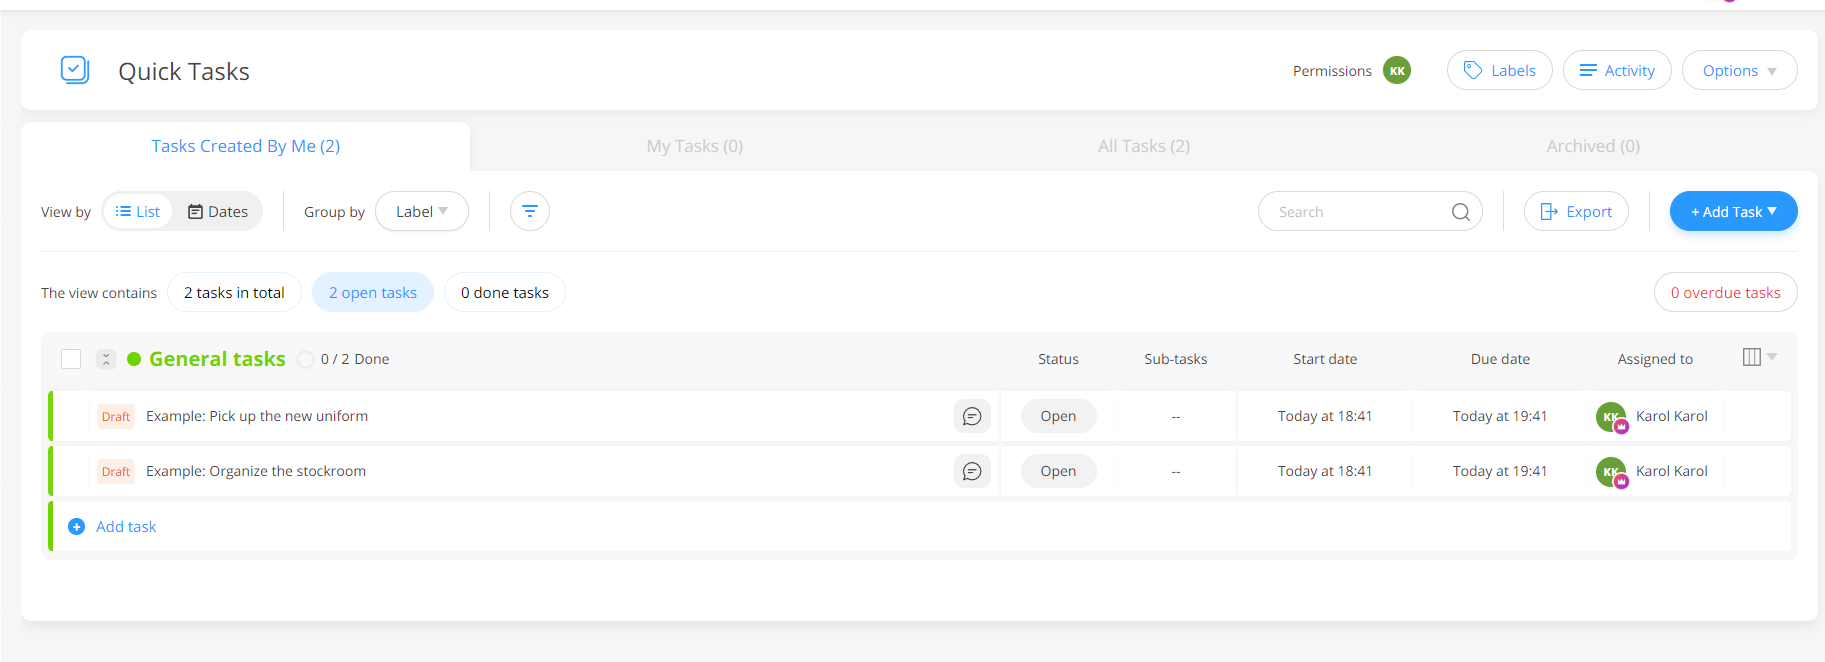 Quick Tasks
Permissions KK Labels Activity Options
Tasks Created By Me (2) My Tasks (0) All Tasks (2) Archived (0)
View by List Dates Group by Label Search Export + Add Task
The view contains 2 tasks in total 2 open tasks 0 done tasks 0 overdue tasks
General tasks 0 / 2 Done Status Sub-tasks Start date Due date Assigned to
Draft Example: Pick up the new uniform Open -- Today at 18:41 Today at 19:41 KK Karol Karol
Draft Example: Organize the stockroom Open -- Today at 18:41 Today at 19:41 KK Karol Karol
Add task